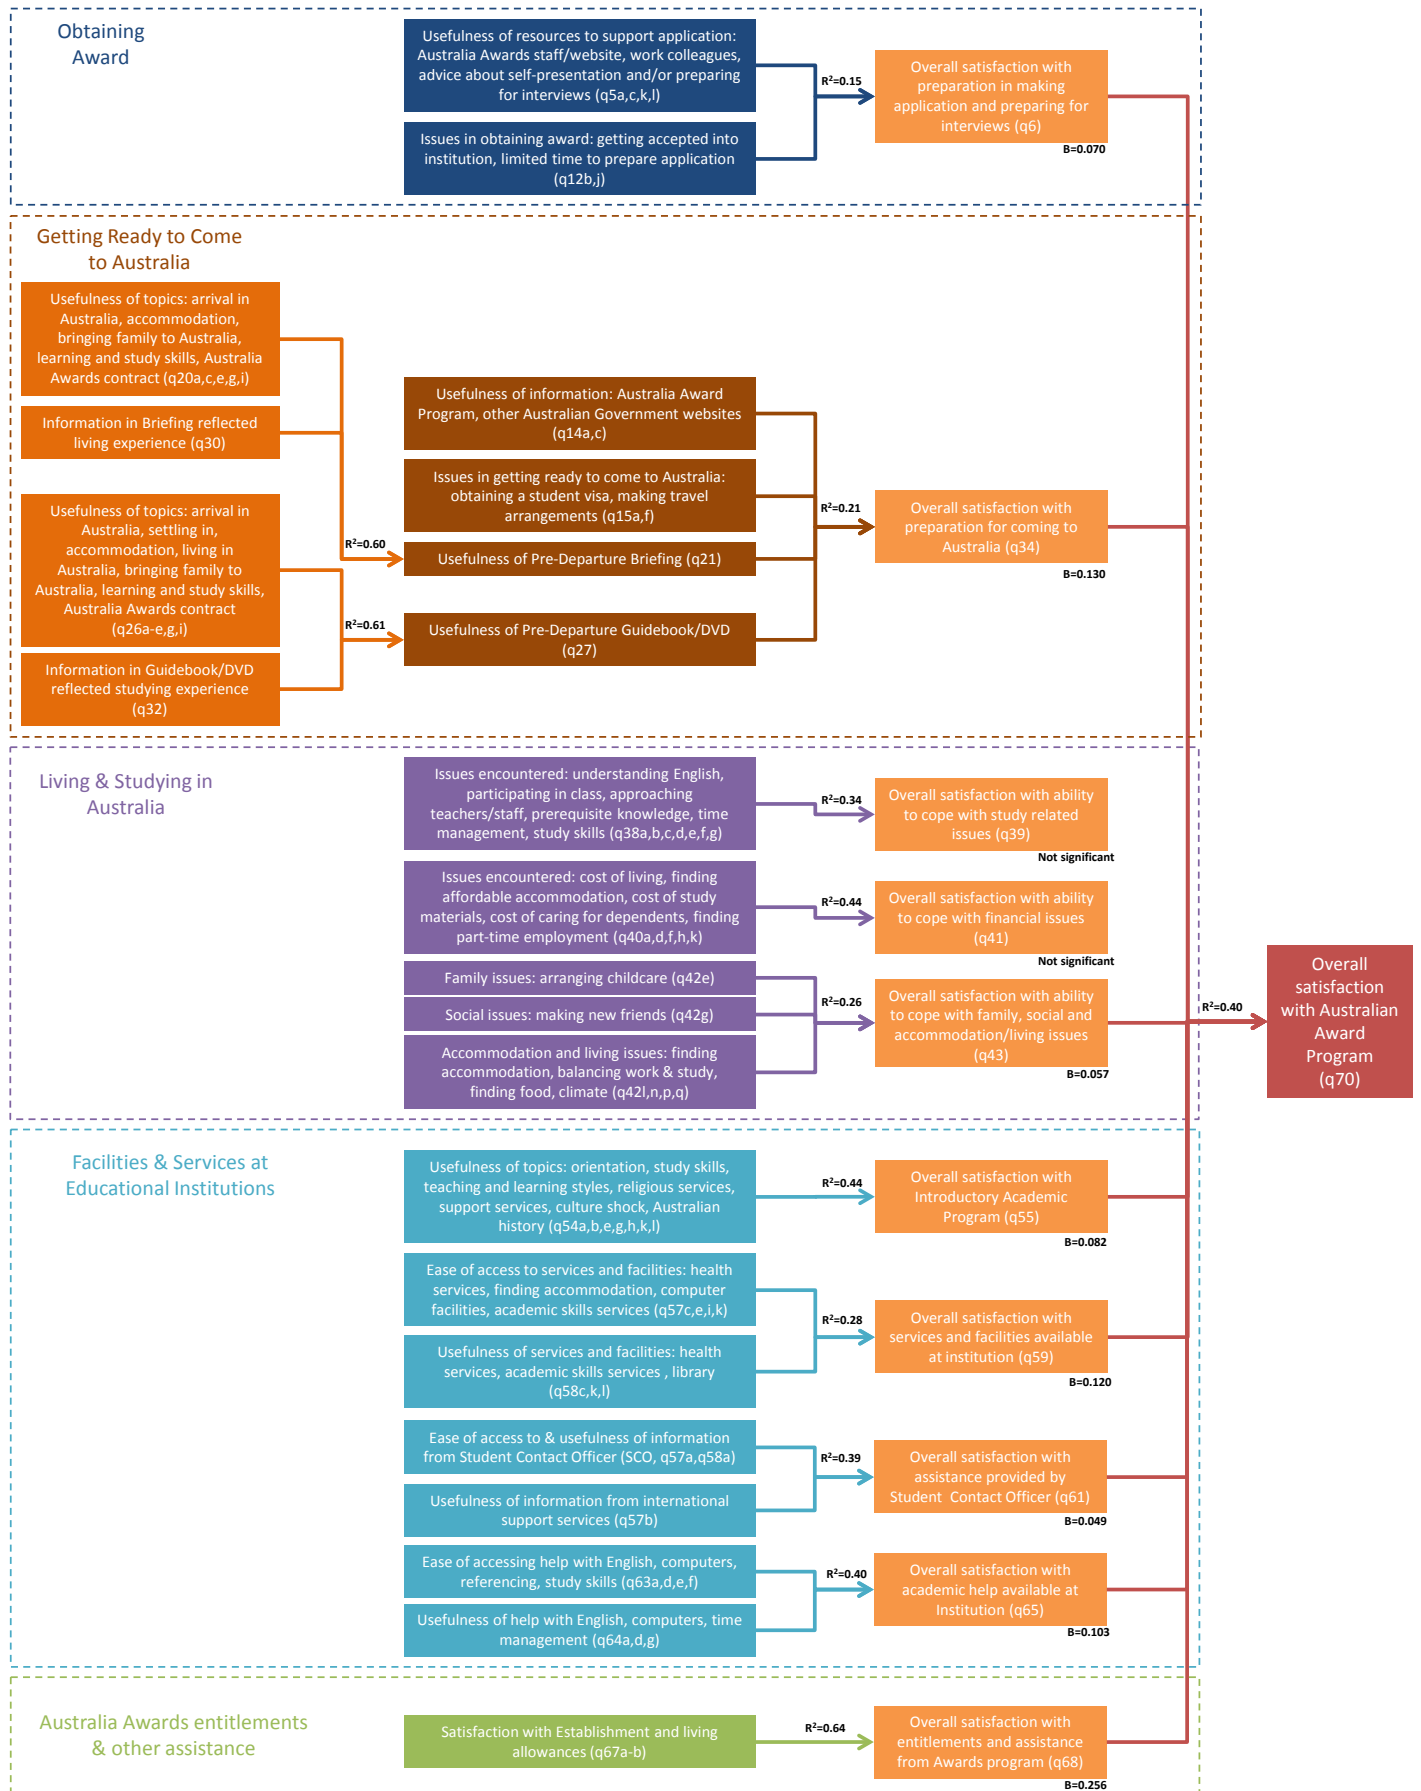 Obtaining
Award
Usefulness of resources to support application:
Australia Awards staff/website, work colleagues,
advice about self-presentation and/or preparing
for interviews (q5a,c,k,l)
Issues in obtaining award: getting accepted into
institution, limited time to prepare application
(q12b,j)
R²=0.15
Overall satisfaction with
preparation in making
application and preparing for
interviews (q6)
B=0.070
Getting Ready to Come
to Australia
Usefulness of topics: arrival in
Australia, accommodation,
bringing family to Australia,
learning and study skills, Australia
Awards contract (q20a,c,e,g,i)
Information in Briefing reflected
living experience (q30)
Usefulness of topics: arrival in
Australia, settling in,
accommodation, living in
Australia, bringing family to
Australia, learning and study skills,
Australia Awards contract
(q26a-e,g,i)
Information in Guidebook/DVD
reflected studying experience
(q32)
R²=0.60
R²=0.61
Usefulness of information: Australia Award
Program, other Australian Government websites
(q14a,c)
Issues in getting ready to come to Australia:
obtaining a student visa, making travel
arrangements (q15a,f)
Usefulness of Pre-Departure Briefing (q21)
Usefulness of Pre-Departure Guidebook/DVD
(q27)
R²=0.21
Overall satisfaction with
preparation for coming to
Australia (q34)
B=0.130
Living & Studying in
Australia
Issues encountered: understanding English,
participating in class, approaching
teachers/staff, prerequisite knowledge, time
management, study skills (q38a,b,c,d,e,f,g)
R²=0.34
Overall satisfaction with ability
to cope with study related
issues (q39)
Not significant
Issues encountered: cost of living, finding
affordable accommodation, cost of study
materials, cost of caring for dependents, finding
part-time employment (q40a,d,f,h,k)
R²=0.44
Overall satisfaction with ability
to cope with financial issues
(q41)
Not significant
Family issues: arranging childcare (q42e)
Social issues: making new friends (q42g)
Accommodation and living issues: finding
accommodation, balancing work & study,
finding food, climate (q42l,n,p,q)
R²=0.26
Overall satisfaction with ability
to cope with family, social and
accommodation/living issues
(q43)
B=0.057
R²=0.40
Overall
satisfaction
with Australian
Award
Program
(q70)
Facilities & Services at
Educational Institutions
Usefulness of topics: orientation, study skills,
teaching and learning styles, religious services,
support services, culture shock, Australian
history (q54a,b,e,g,h,k,l)
R²=0.44
Overall satisfaction with
Introductory Academic
Program (q55)
B=0.082
Ease of access to services and facilities: health
services, finding accommodation, computer
facilities, academic skills services (q57c,e,i,k)
Usefulness of services and facilities: health
services, academic skills services , library
(q58c,k,l)
R²=0.28
Overall satisfaction with
services and facilities available
at institution (q59)
B=0.120
Ease of access to & usefulness of information
from Student Contact Officer (SCO, q57a,q58a)
Usefulness of information from international
support services (q57b)
R²=0.39
Overall satisfaction with
assistance provided by
Student  Contact Officer (q61)
B=0.049
Ease of accessing help with English, computers,
referencing, study skills (q63a,d,e,f)
Usefulness of help with English, computers, time
management (q64a,d,g)
R²=0.40
Overall satisfaction with
academic help available at
Institution (q65)
B=0.103
Australia Awards entitlements
& other assistance
Satisfaction with Establishment and living
allowances (q67a-b)
R²=0.64
Overall satisfaction with
entitlements and assistance
from Awards program (q68)
B=0.256